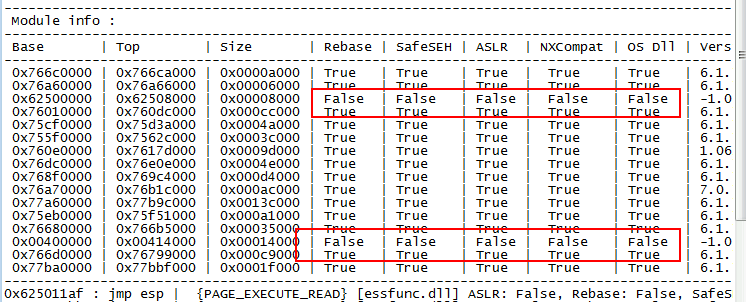 Module info :
Base | Top | Size | Rebase | SafeSEH | ASLR | NXCompat | OS Dll | Vers
0x766c0000 | 0x766ca000 | 0x0000a000 | True | True | True | True | True | 6.1.
0x76a60000 | 0x76a66000 | 0x00006000 | True | True | True | True | True | 6.1.
0x62500000 | 0x62508000 | 0x00008000 | False | False | False | False | False | -1.0
0x76010000 | 0x760dc000 | 0x000cc000 | True | True | True | True | True | 6.1.
0x75cf0000 | 0x75d3a000 | 0x0004a000 | True | True | True | True | True | 6.1.
0x755f0000 | 0x7562c000 | 0x0003c000 | True | True | True | True | True | 6.1.
0x760e0000 | 0x7617d000 | 0x0009d000 | True | True | True | True | True | 1.06
0x76dc0000 | 0x76e0e000 | 0x0004e000 | True | True | True | True | True | 6.1.
0x768f0000 | 0x769c4000 | 0x000d4000 | True | True | True | True | True | 6.1.
0x76a70000 | 0x76b1c000 | 0x000ac000 | True | True | True | True | True | 7.0.
0x77a60000 | 0x77b9c000 | 0x0013c000 | True | True | True | True | True | 6.1.
0x75eb0000 | 0x75f51000 | 0x000a1000 | True | True | True | True | True | 6.1.
0x76680000 | 0x766b5000 | 0x00035000 | True | True | True | True | True | 6.1.
0x00400000 | 0x00414000 | 0x00014000 | False | False | False | False | False | -1.0
0x766d0000 | 0x76799000 | 0x000c9000 | True | True | True | True | True | 6.1.
0x77ba0000 | 0x77bbf000 | 0x0001f000 | True | True | True | True | True | 6.1.
0x625011af : jmp esp | {PAGE_EXECUTE_READ} [essfunc.dll] ASLR: False, Rebase: False, SafeS